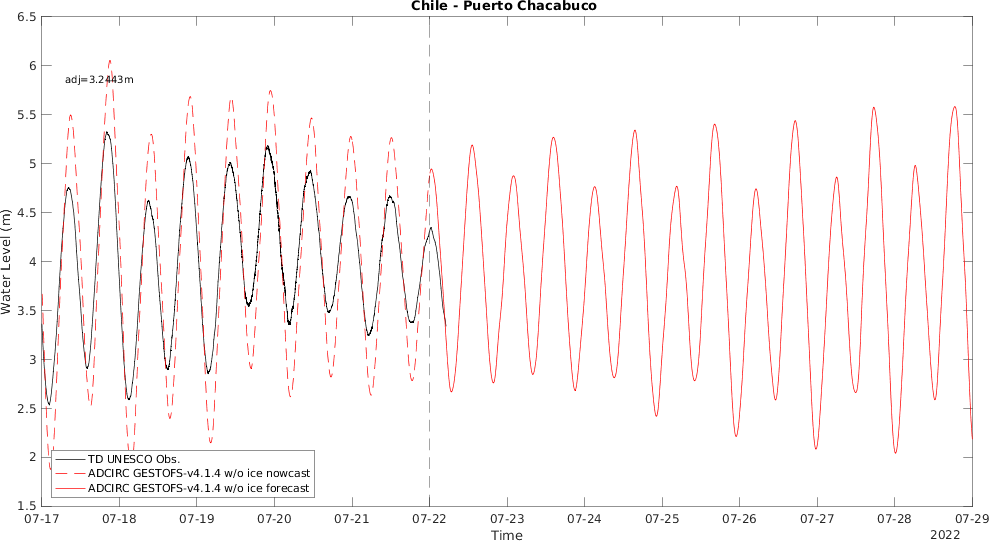 Chile - Puerto Chacabuco
adj=3.2443m
Water Level (m)
6.5
6
5.5
5
4.5
4
3.5
3
2.5
2
1.5
TD UNESCO Obs.
ADCIRC GESTOFS-v4.1.4 w/o ice nowcast
ADCIRC GESTOFS-v4.1.4 w/o ice forecast
07-17 07-18 07-19 07-20 07-21 07-22 07-23 07-24 07-25 07-26 07-27 07-28 07-29
Time
2022